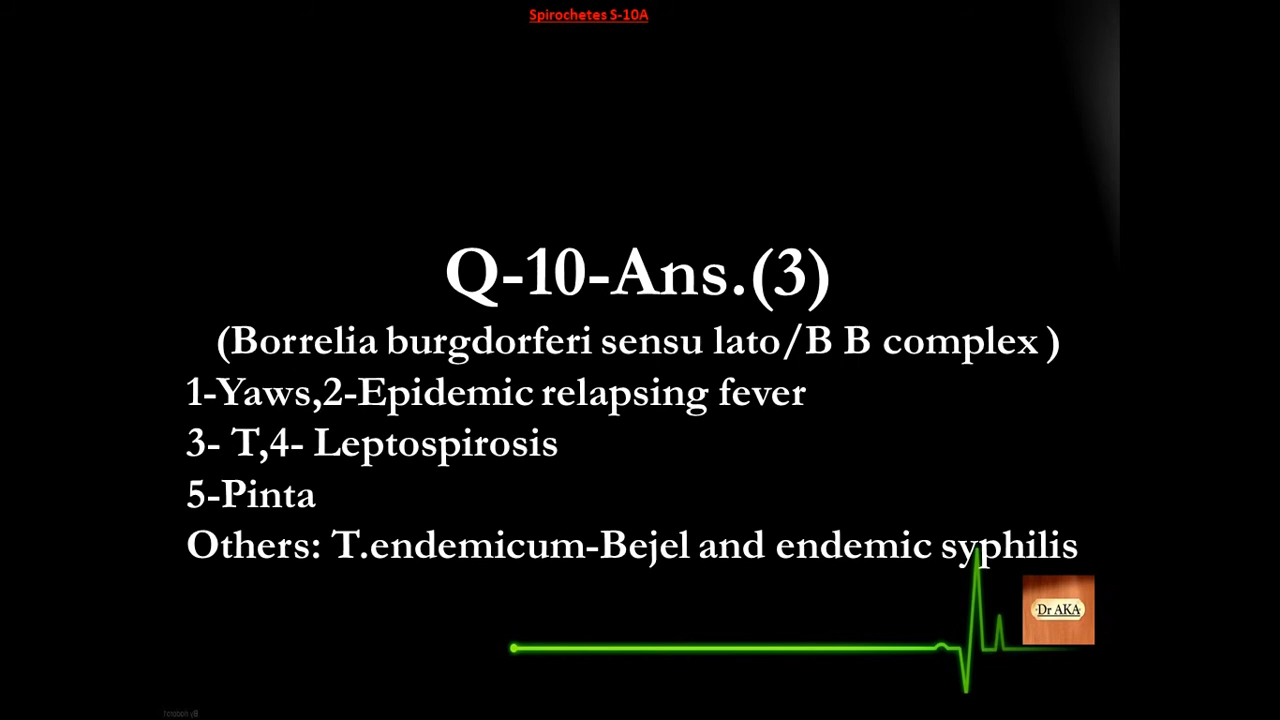 Spirochetes S-10A
Q-10-Ans.(3)
(Borrelia burgdorferi sensu lato/B B complex )
1-Yaws,2-Epidemic relapsing fever
3- T,4- Leptospirosis
5-Pinta
Others: T.endemicum-Bejel and endemic syphilis
Dr AKA